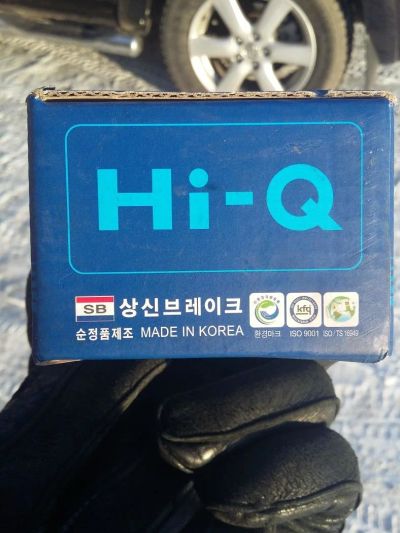 Hi-Q
SB 상신브레이크
순정품제조 MADE IN KOREA
kfq
환경마크 ISO 9001 ISO/TS 16949